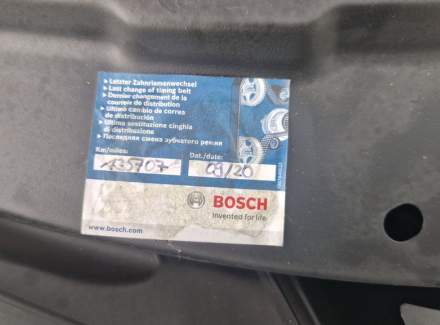 ▸ Letzter Zahnriemenwechsel
▸ Last change of timing belt
▸ Dernier changement de la
courroie de distribution
▸ Ultimo cambio de correa
de distribución
▸ Ultima sostituzione cinghia
di distribuzione
▸ Последняя смена зубчатого ремня
Km/miles: Dat./date:
135707 09/20
BOSCH
Invented for life
www.bosch.com